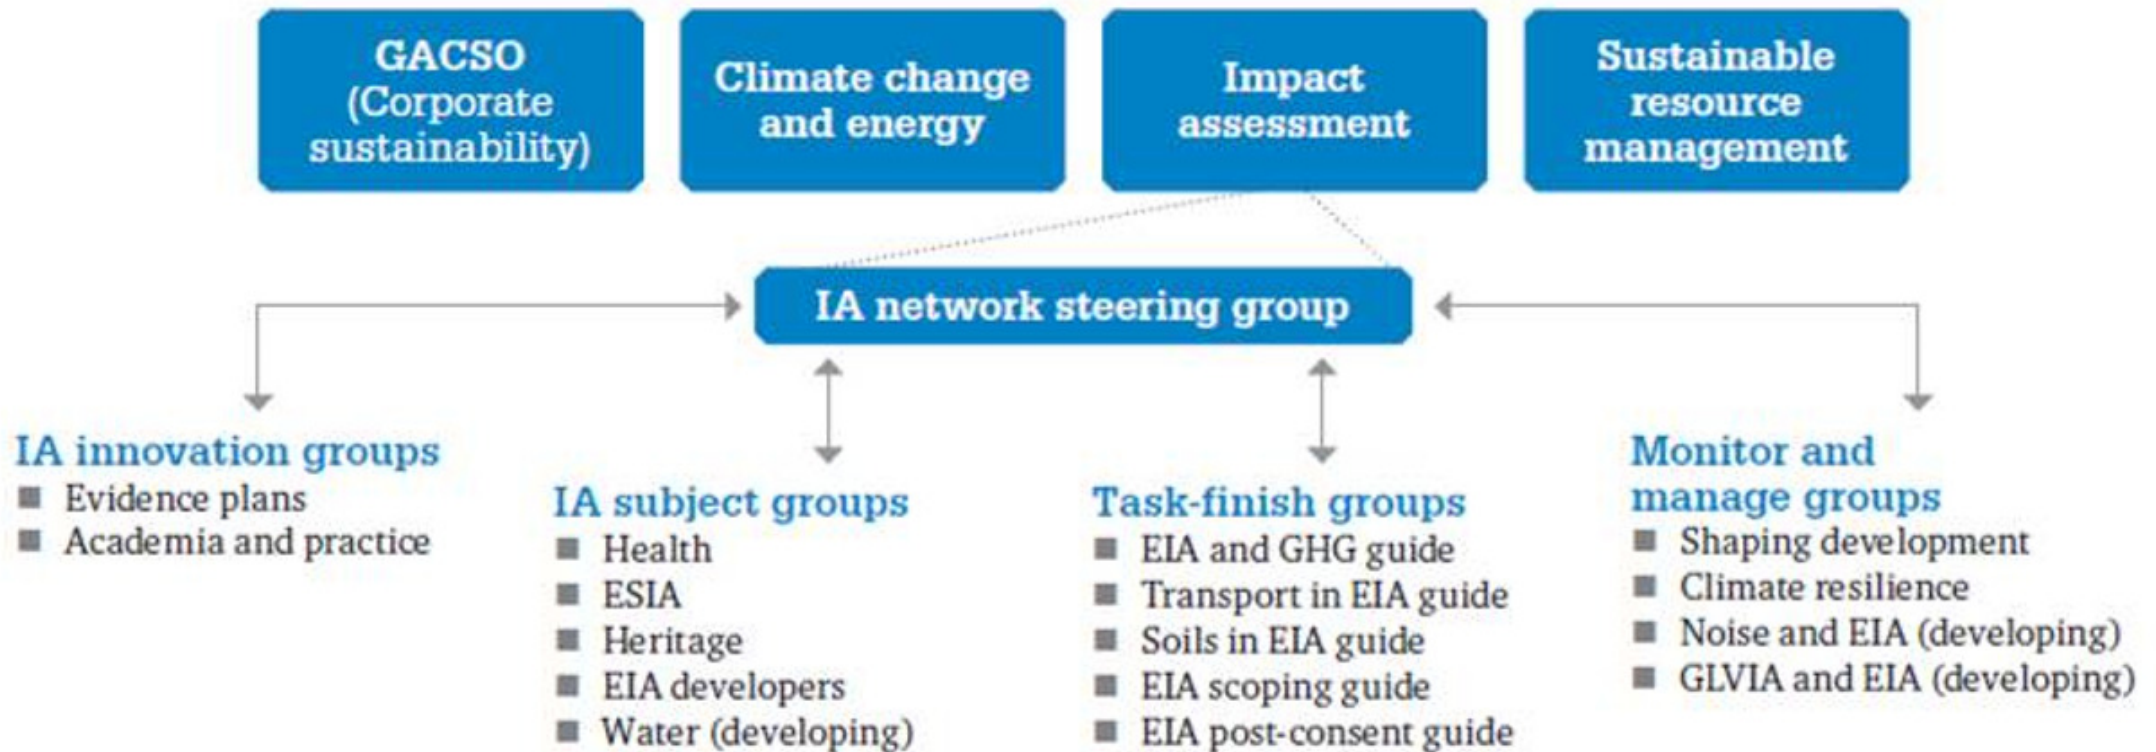 GACSO
(Corporate
sustainability)
Climate change
and energy
Impact
assessment
Sustainable
resource
management
IA network steering group
IA innovation groups
Evidence plans
Academia and practice
IA subject groups
Health
ESIA
Heritage
EIA developers
Water (developing)
Task-finish groups
EIA and GHG guide
Transport in EIA guide
Soils in EIA guide
EIA scoping guide
EIA post-consent guide
Monitor and
manage groups
Shaping development
Climate resilience
Noise and EIA (developing)
GLVIA and EIA (developing)